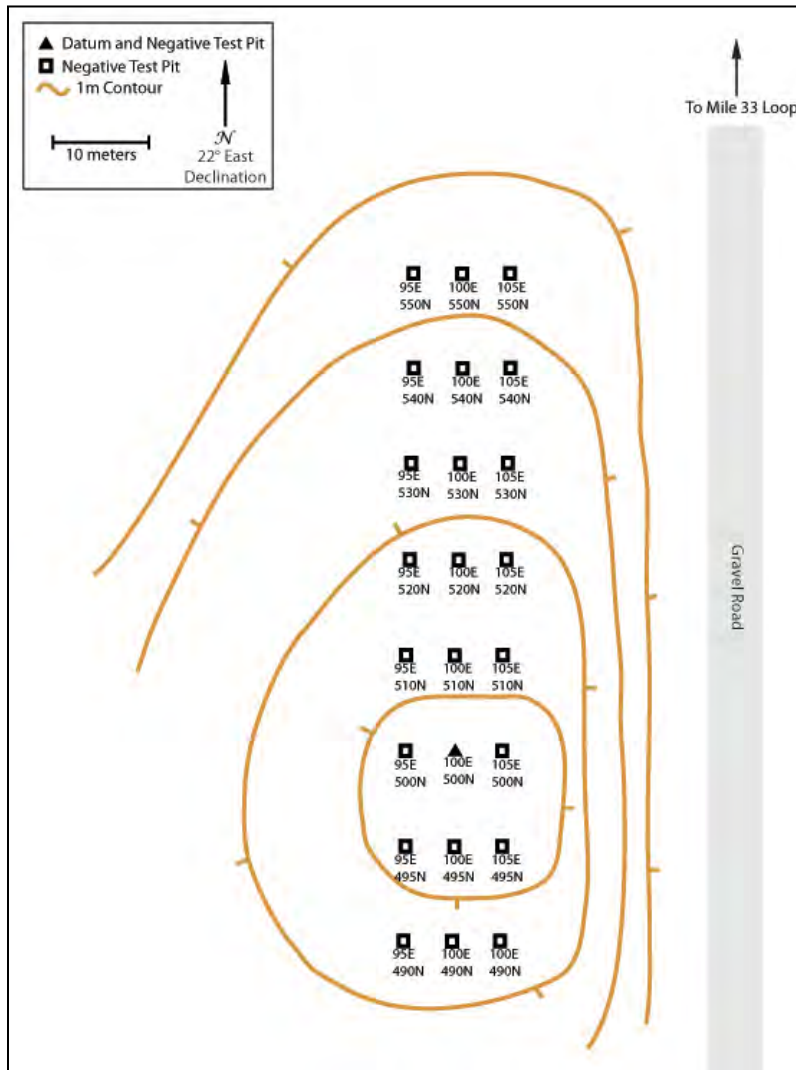 Datum and Negative Test Pit
Negative Test Pit
1m Contour
10 meters
N
22° East
Declination
To Mile 33 Loop
Gravel Road
95E 100E 105E
550N 550N 550N
95E 100E 105E
540N 540N 540N
95E 100E 105E
530N 530N 530N
95E 100E 105E
520N 520N 520N
95E 100E 105E
510N 510N 510N
95E 100E 105E
500N 500N 500N
95E 100E 105E
495N 495N 495N
95E 100E 100E
490N 490N 490N